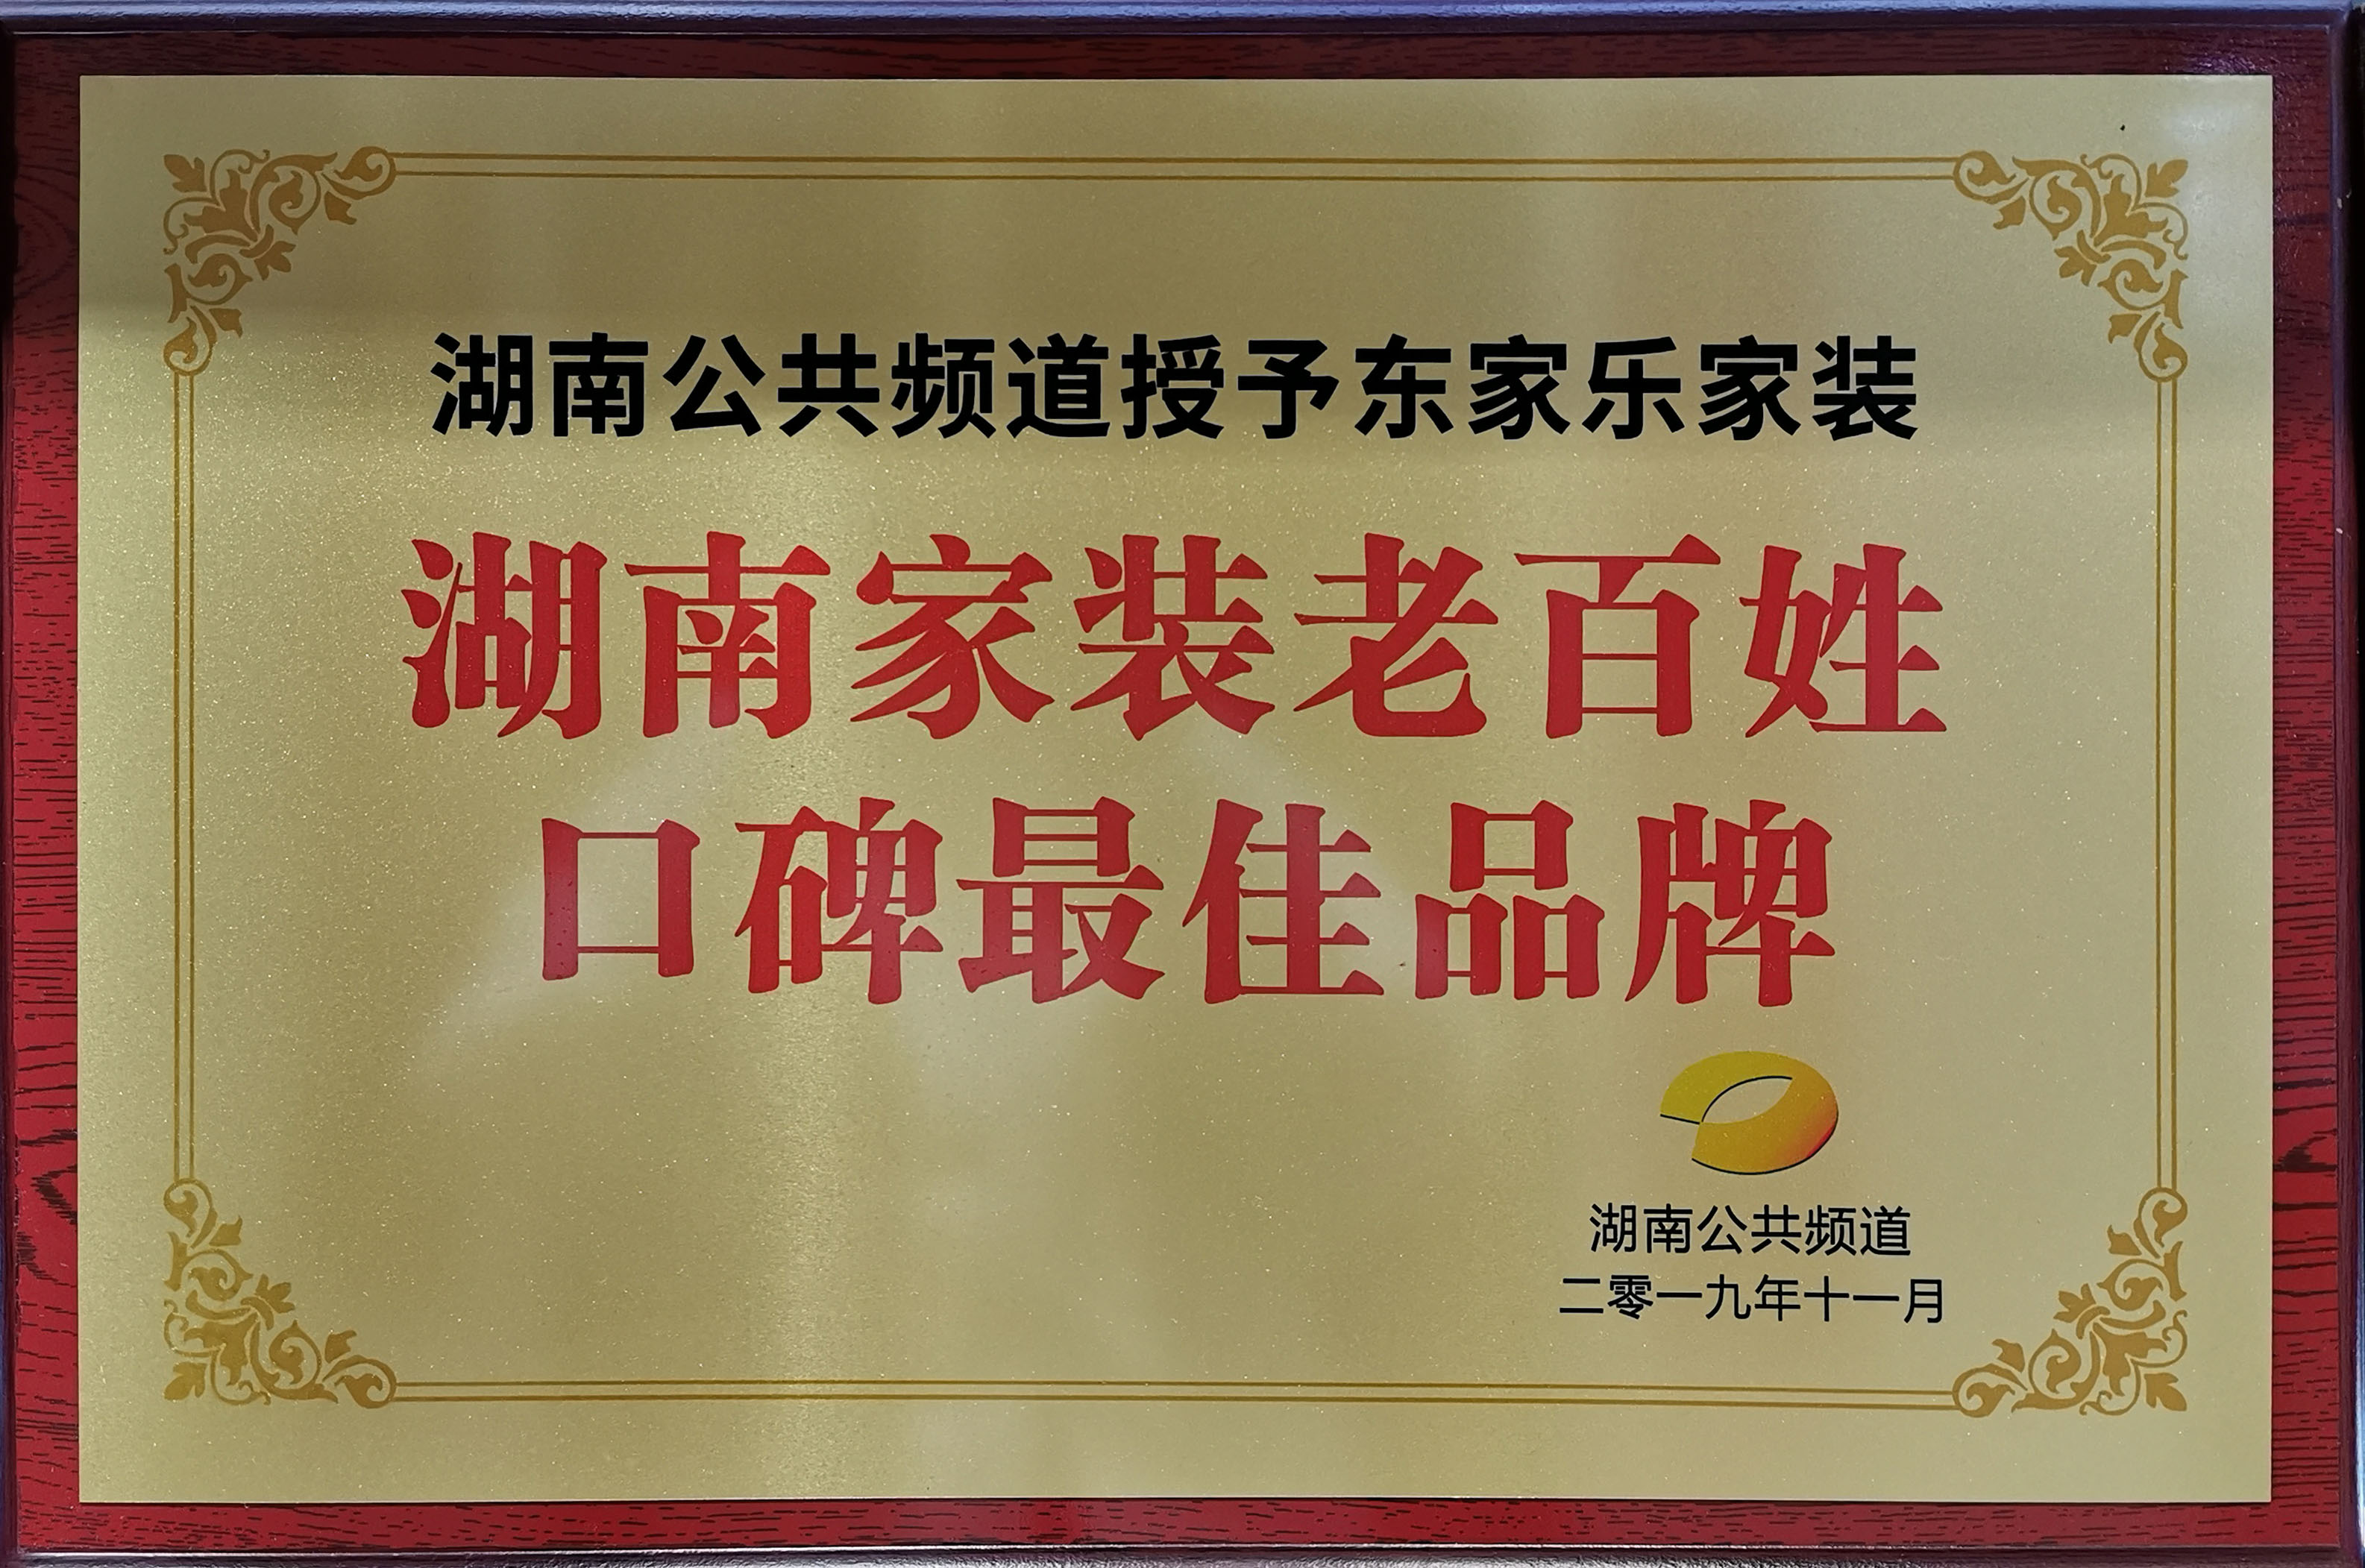 湖南公共频道授予东家乐家装
湖南家装老百姓
口碑最佳品牌
湖南公共频道
二零一九年十一月